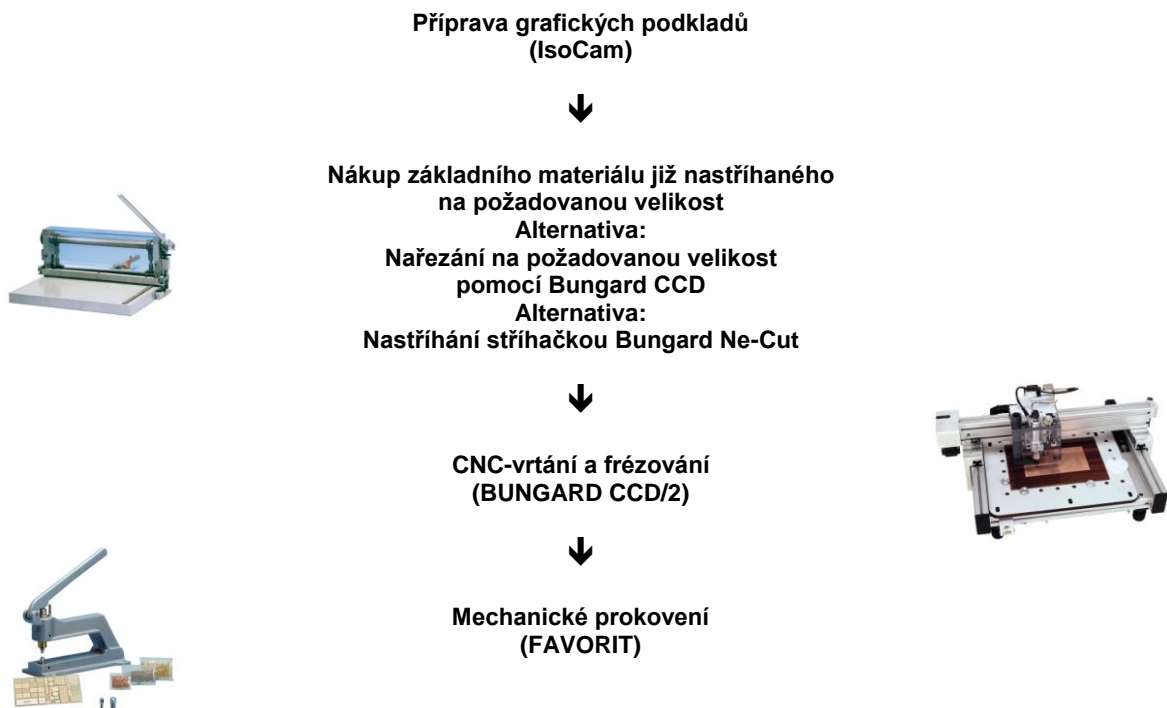 Příprava grafických podkladů
(IsoCam)
Nákup základního materiálu již nastříhaného
na požadovanou velikost
Alternativa:
Nařezání na požadovanou velikost
pomocí Bungard CCD
Alternativa:
Nastříhání stříhačkou Bungard Ne-Cut
CNC-vrtání a frézování
(BUNGARD CCD/2)
Mechanické prokovení
(FAVORIT)